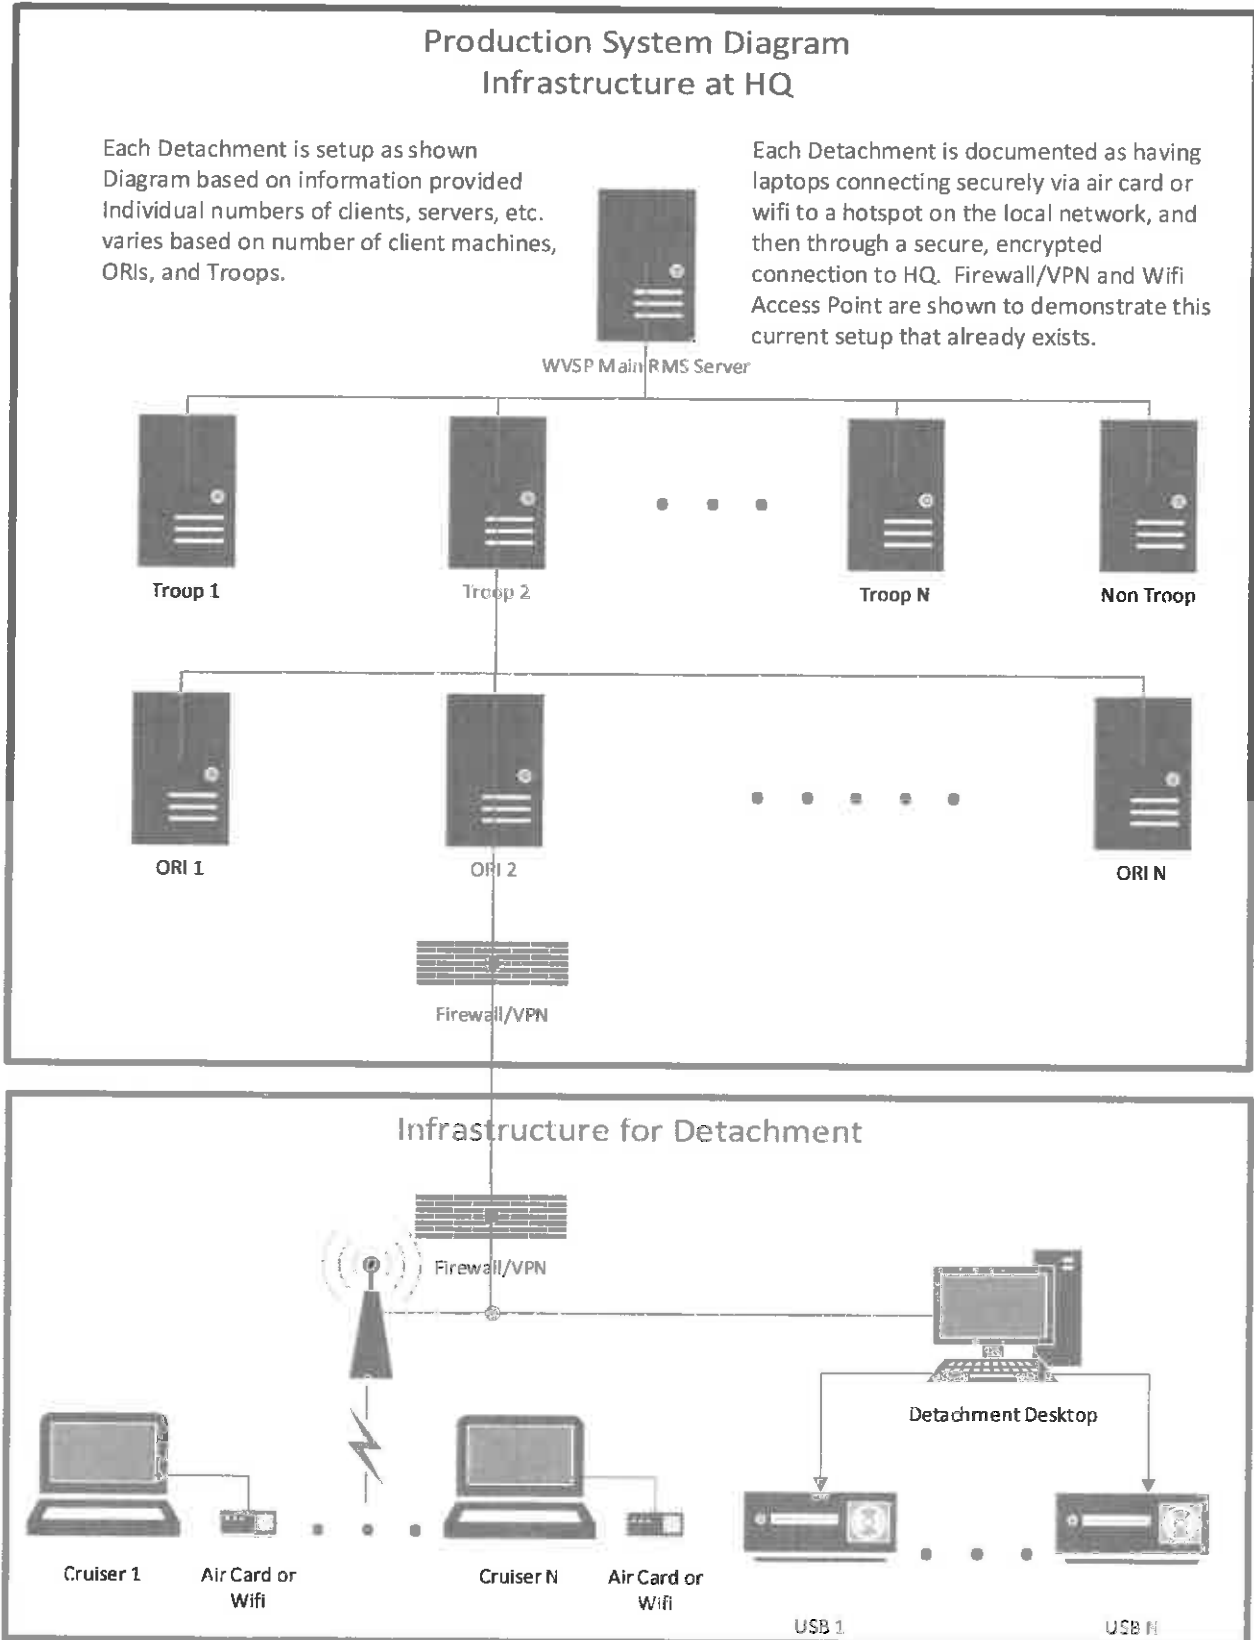 Production System Diagram
Infrastructure at HQ
Each Detachment is setup as shown
Diagram based on information provided
Individual numbers of clients, servers, etc.
varies based on number of client machines,
ORIs, and Troops.
Each Detachment is documented as having
laptops connecting securely via air card or
wifi to a hotspot on the local network, and
then through a secure, encrypted
connection to HQ. Firewall/VPN and Wifi
Access Point are shown to demonstrate this
current setup that already exists.
WVSP Main RMS Server
Troop 1
Troop 2
Troop N
Non Troop
ORI 1
ORI 2
ORI N
Firewall/VPN
Infrastructure for Detachment
Firewall/VPN
Detachment Desktop
Cruiser 1
Air Card or
Wifi
Cruiser N
Air Card or
Wifi
USB 1
USB N